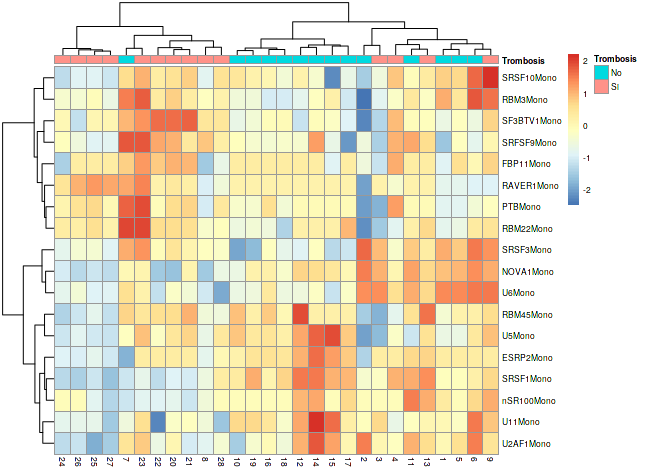 Trombosis
SRSF10Mono
RBM3Mono
SF3BTV1Mono
SRFSF9Mono
FBP11Mono
RAVER1Mono
PTBMono
RBM22Mono
SRSF3Mono
NOVA1Mono
U6Mono
RBM45Mono
U5Mono
ESRP2Mono
SRSF1Mono
nSR100Mono
U11Mono
U2AF1Mono
24 26 25 27 7 23 22 20 21 8 28 10 19 16 18 12 14 15 17 2 3 4 11 13 1 5 6 9
2
1
0
-1
-2
Trombosis
No
SI